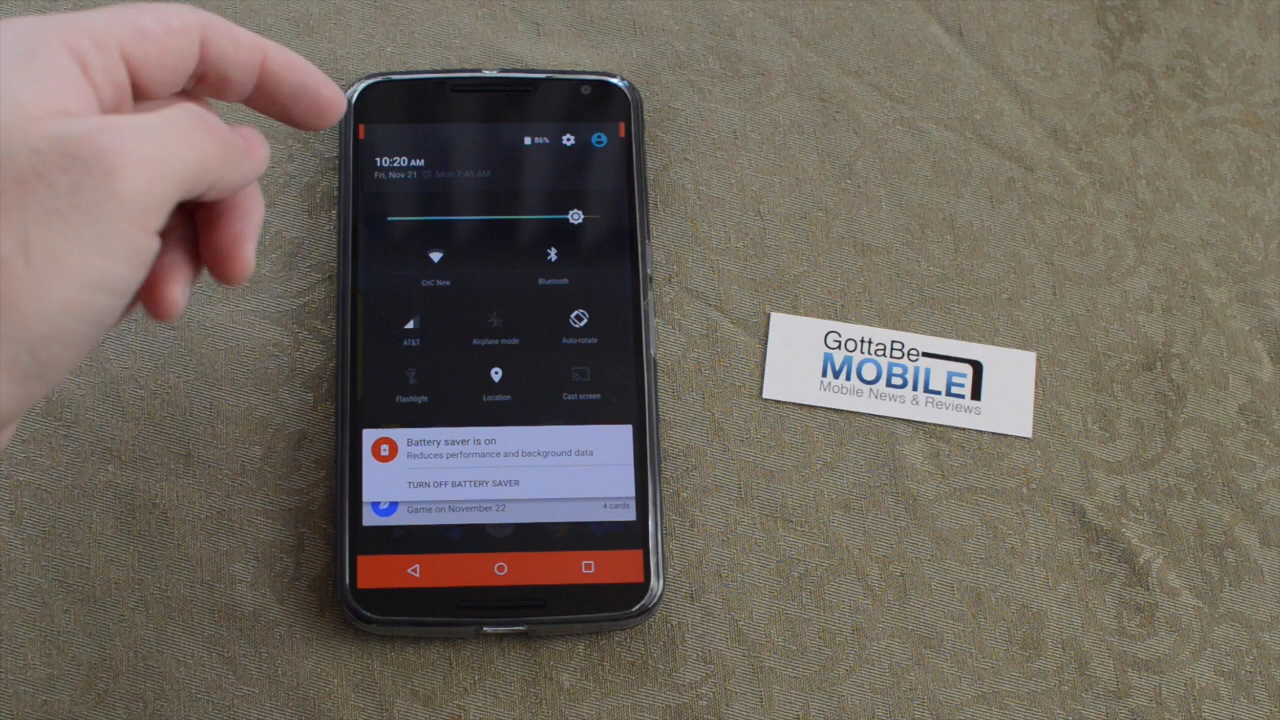 86%
10:20 AM
Fri, Nov 21 Mon 7:45 AM
CoC New Bluetooth
AT&T Airplane mode Auto-rotate
Flashlight Location Cast screen
Battery saver is on
Reduces performance and background data
TURN OFF BATTERY SAVER
Game on November 22 4 cards
GottaBe
MOBILE
Mobile News & Reviews